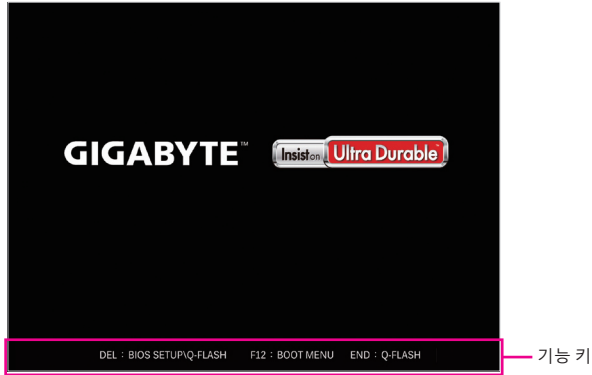 GIGABYTE™ Insist on Ultra Durable™
DEL : BIOS SETUP\Q-FLASH F12 : BOOT MENU END : Q-FLASH
기능 키